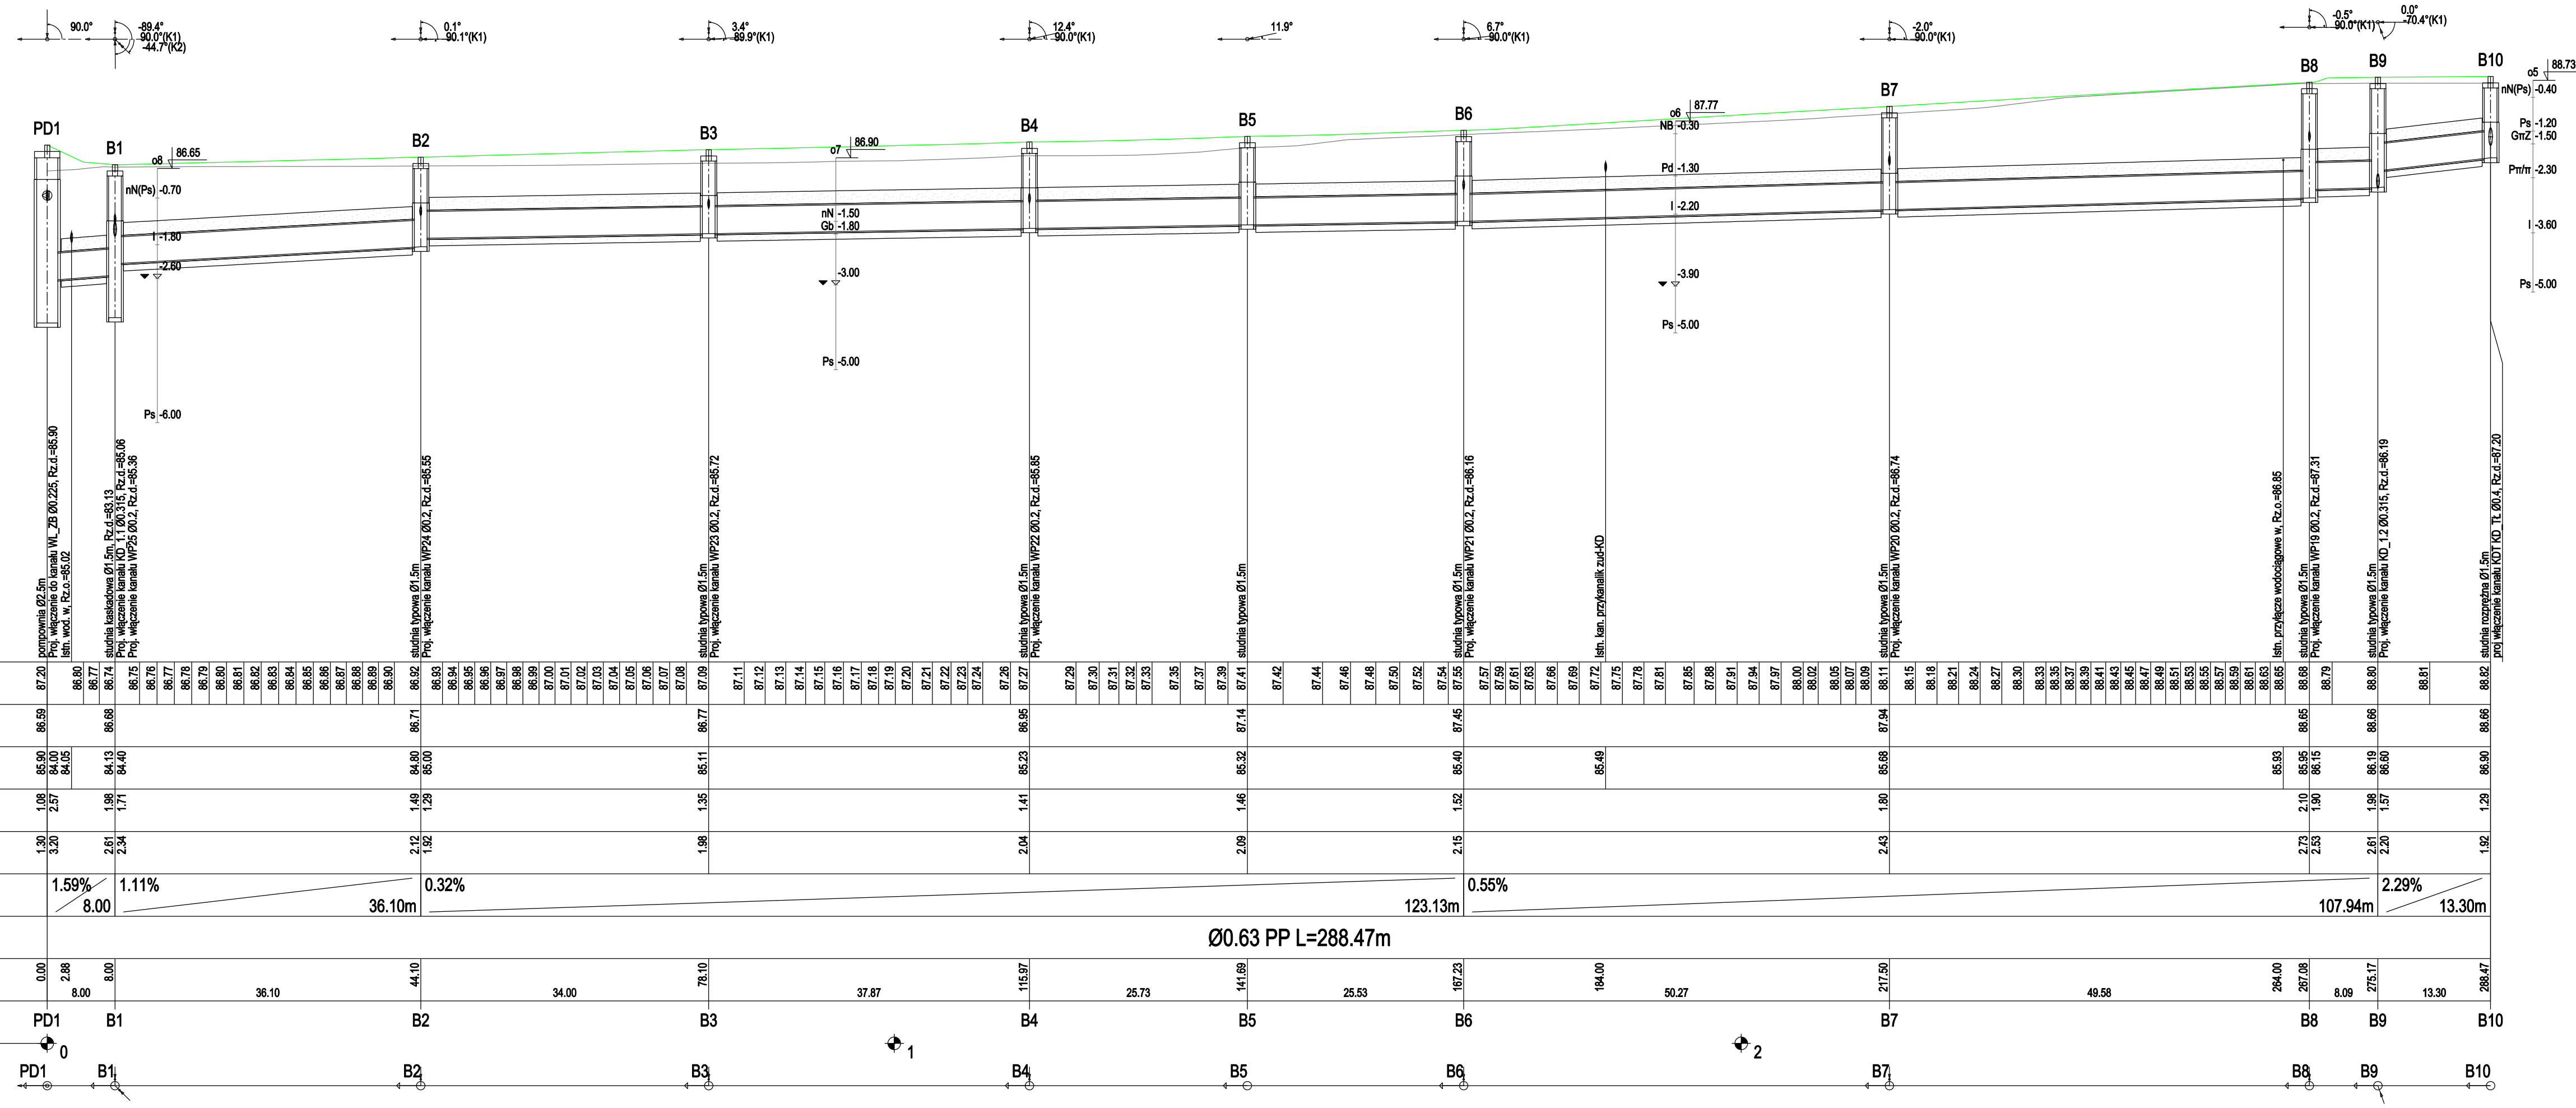 90.0°
-89.4°
90.0°(K1)
-44.7°(K2)
0.1°
90.1°(K1)
3.4°
89.9°(K1)
12.4°
90.0°(K1)
11.9°
6.7°
90.0°(K1)
-2.0°
90.0°(K1)
-0.5°
90.0°(K1)
0.0°
-70.4°(K1)
PD1
B1
B2
B3
B4
B5
B6
B7
B8
B9
B10
o8 86.65
nN(Ps) -0.70
I -1.80
-2.60
Ps -6.00
o7 86.90
nN -1.50
Gb -1.80
-3.00
Ps -5.00
o6 87.77
NB -0.30
Pd -1.30
I -2.20
-3.90
Ps -5.00
o5 88.73
nN(Ps) -0.40
Ps -1.20
GπZ -1.50
Pπ/π -2.30
I -3.60
Ps -5.00
pompownia Ø2.5m
Proj. włączenie do kanału WL_ZB Ø0.225, Rz.d.=85.90
Istn. wod. w, Rz.o.=85.02
studnia kaskadowa Ø1.5m, Rz.d.=83.13
Proj. włączenie kanału KD_1.1 Ø0.315, Rz.d.=85.06
Proj. włączenie kanału WP25 Ø0.2, Rz.d.=85.36
studnia typowa Ø1.5m
Proj. włączenie kanału WP24 Ø0.2, Rz.d.=85.55
studnia typowa Ø1.5m
Proj. włączenie kanału WP23 Ø0.2, Rz.d.=85.72
studnia typowa Ø1.5m
Proj. włączenie kanału WP22 Ø0.2, Rz.d.=85.85
studnia typowa Ø1.5m
studnia typowa Ø1.5m
Proj. włączenie kanału WP21 Ø0.2, Rz.d.=86.16
Istn. kan. przykanalik zud-KD
studnia typowa Ø1.5m
Proj. włączenie kanału WP20 Ø0.2, Rz.d.=86.74
Istn. przyłącze wodociągowe w, Rz.o.=86.85
studnia typowa Ø1.5m
Proj. włączenie kanału WP19 Ø0.2, Rz.d.=87.31
studnia typowa Ø1.5m
Proj. włączenie kanału KD_1.2 Ø0.315, Rz.d.=86.19
studnia rozprężna Ø1.5m
proj włączenie kanału KDT KD_TŁ Ø0.4, Rz.d.=87.20
87.20 86.80 86.77 86.74 86.75 86.76 86.77 86.78 86.79 86.80 86.81 86.82 86.83 86.84 86.85 86.86 86.87 86.88 86.89 86.90 86.92 86.93 86.94 86.95 86.96 86.97 86.98 86.99 87.00 87.01 87.02 87.03 87.04 87.05 87.06 87.07 87.08 87.09 87.11 87.12 87.13 87.14 87.15 87.16 87.17 87.18 87.19 87.20 87.21 87.22 87.23 87.24 87.26 87.27 87.29 87.30 87.31 87.32 87.33 87.35 87.37 87.39 87.41 87.42 87.44 87.46 87.48 87.50 87.52 87.54 87.55 87.57 87.59 87.61 87.63 87.66 87.69 87.72 87.75 87.78 87.81 87.85 87.88 87.91 87.94 87.97 88.00 88.02 88.05 88.07 88.09 88.11 88.15 88.18 88.21 88.24 88.27 88.30 88.33 88.35 88.37 88.39 88.41 88.43 88.45 88.47 88.49 88.51 88.53 88.55 88.57 88.59 88.61 88.63 88.65 88.68 88.79 88.80 88.81 88.82
86.59 86.68 86.71 86.77 86.95 87.14 87.45 87.94 88.65 88.66 88.66
85.90 84.00 84.05 84.13 84.40 84.80 85.00 85.11 85.23 85.32 85.40 85.49 85.68 85.93 85.95 86.15 86.19 86.60 86.90
1.08 2.57 1.98 1.71 1.49 1.29 1.35 1.41 1.46 1.52 1.80 2.10 1.90 1.98 1.57 1.29
1.30 3.20 2.61 2.34 2.12 1.92 1.98 2.04 2.09 2.15 2.43 2.73 2.53 2.61 2.20 1.92
1.59% 1.11% 0.32% 0.55% 2.29%
8.00 36.10m 123.13m 107.94m 13.30m
Ø0.63 PP L=288.47m
0.00 2.88 8.00 44.10 78.10 115.97 141.69 167.23 184.00 217.50 264.00 267.08 275.17 288.47
8.00 36.10 34.00 37.87 25.73 25.53 50.27 49.58 8.09 13.30
PD1 B1 B2 B3 B4 B5 B6 B7 B8 B9 B10
0 1 2
PD1 B1 B2 B3 B4 B5 B6 B7 B8 B9 B10